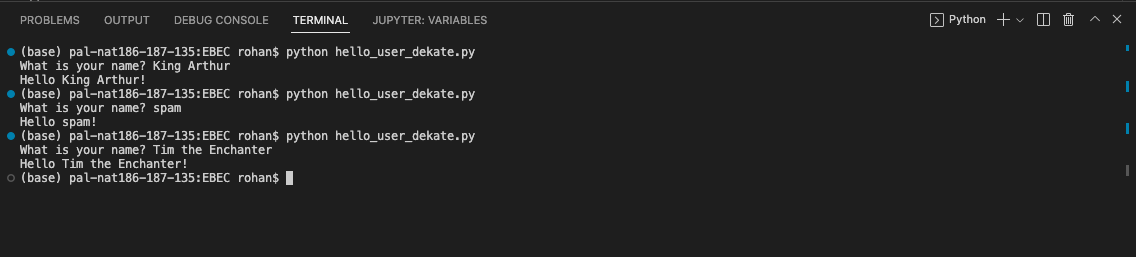 PROBLEMS OUTPUT DEBUG CONSOLE TERMINAL JUPYTER: VARIABLES Python
(base) pal-nat186-187-135:EBEC rohan$ python hello_user_dekate.py
What is your name? King Arthur
Hello King Arthur!
(base) pal-nat186-187-135:EBEC rohan$ python hello_user_dekate.py
What is your name? spam
Hello spam!
(base) pal-nat186-187-135:EBEC rohan$ python hello_user_dekate.py
What is your name? Tim the Enchanter
Hello Tim the Enchanter!
(base) pal-nat186-187-135:EBEC rohan$